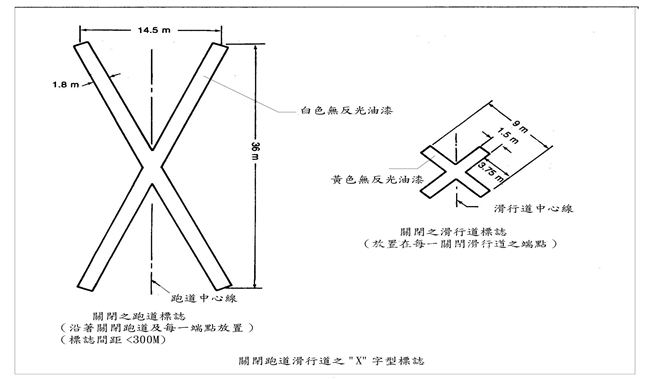 14.5 m
1.8 m
36 m
白色無反光油漆
9 m
1.5 m
3.75 m
黃色無反光油漆
滑行道中心線
關閉之滑行道標誌
(放置在每一關閉滑行道之端點)
跑道中心線
關閉之跑道標誌
(沿著關閉跑道及每一端點放置)
(標誌間距<300M)
關閉跑道滑行道之"X"字型標誌